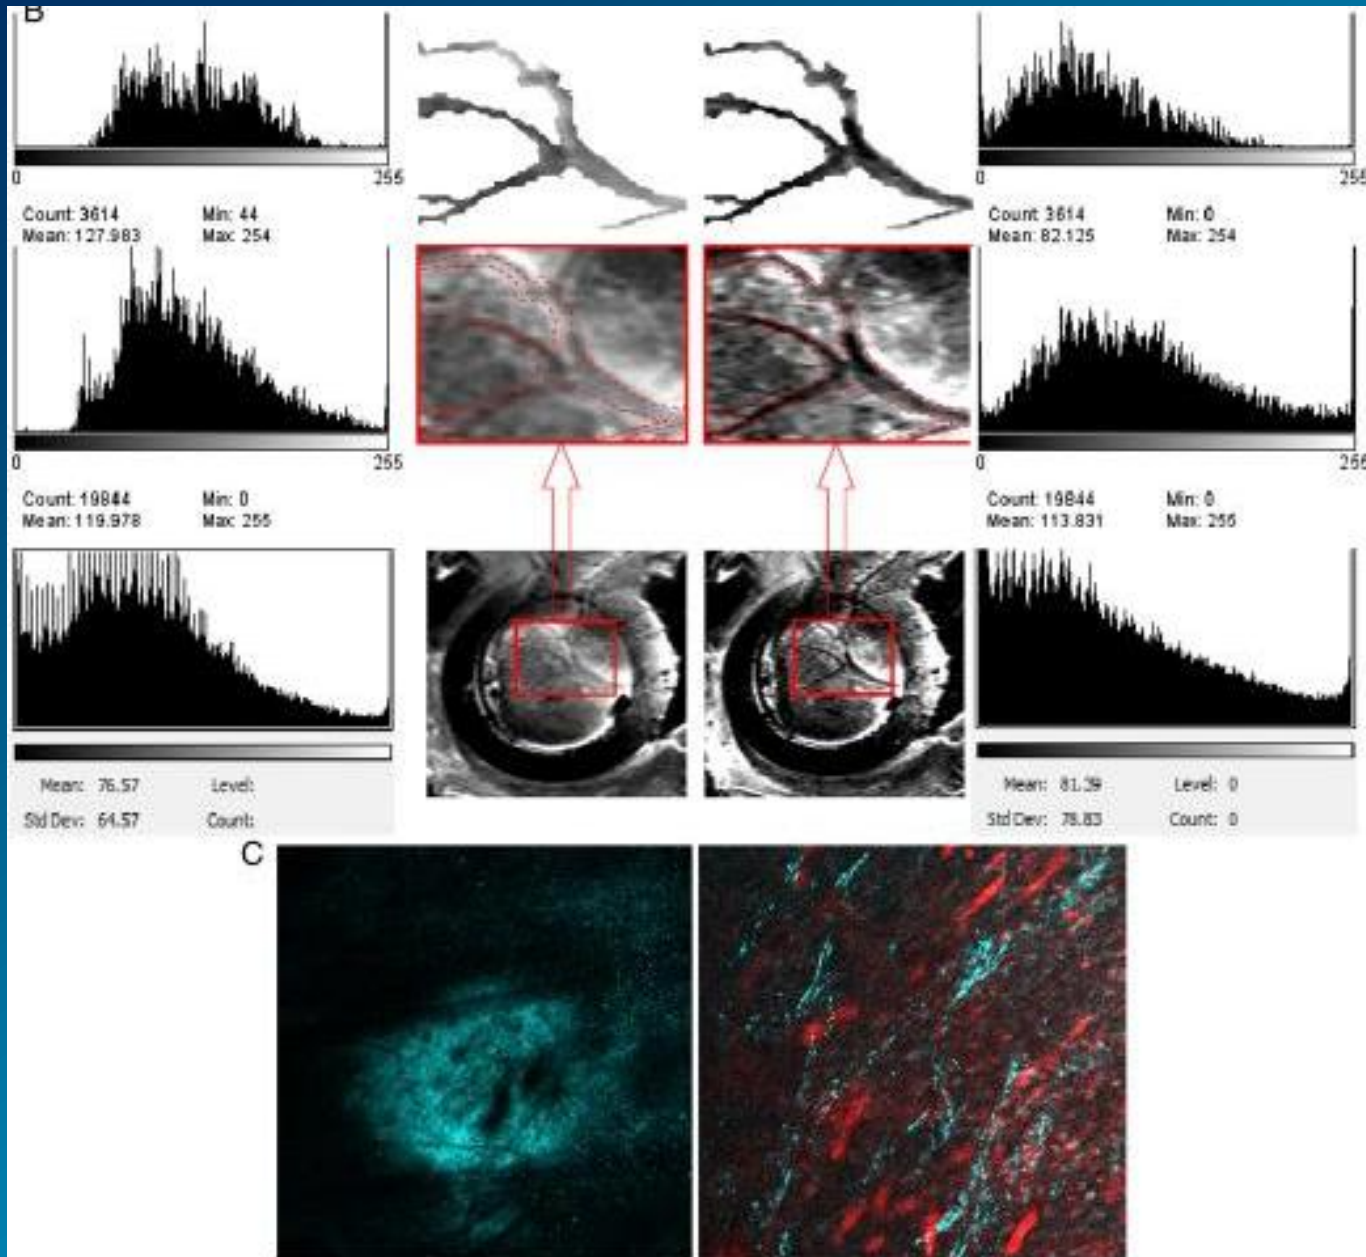 B
0 255
0 255
Count: 3614 Min: 44
Mean: 127.983 Max: 254
Count: 3614 Min: 0
Mean: 82.125 Max: 254
0 255
0 255
Count: 19844 Min: 0
Mean: 119.978 Max: 255
Count: 19844 Min: 0
Mean: 113.831 Max: 255
Mean: 76.57 Level:
Std Dev: 64.57 Count:
Mean: 81.39 Level: 0
Std Dev: 78.83 Count: 0
C